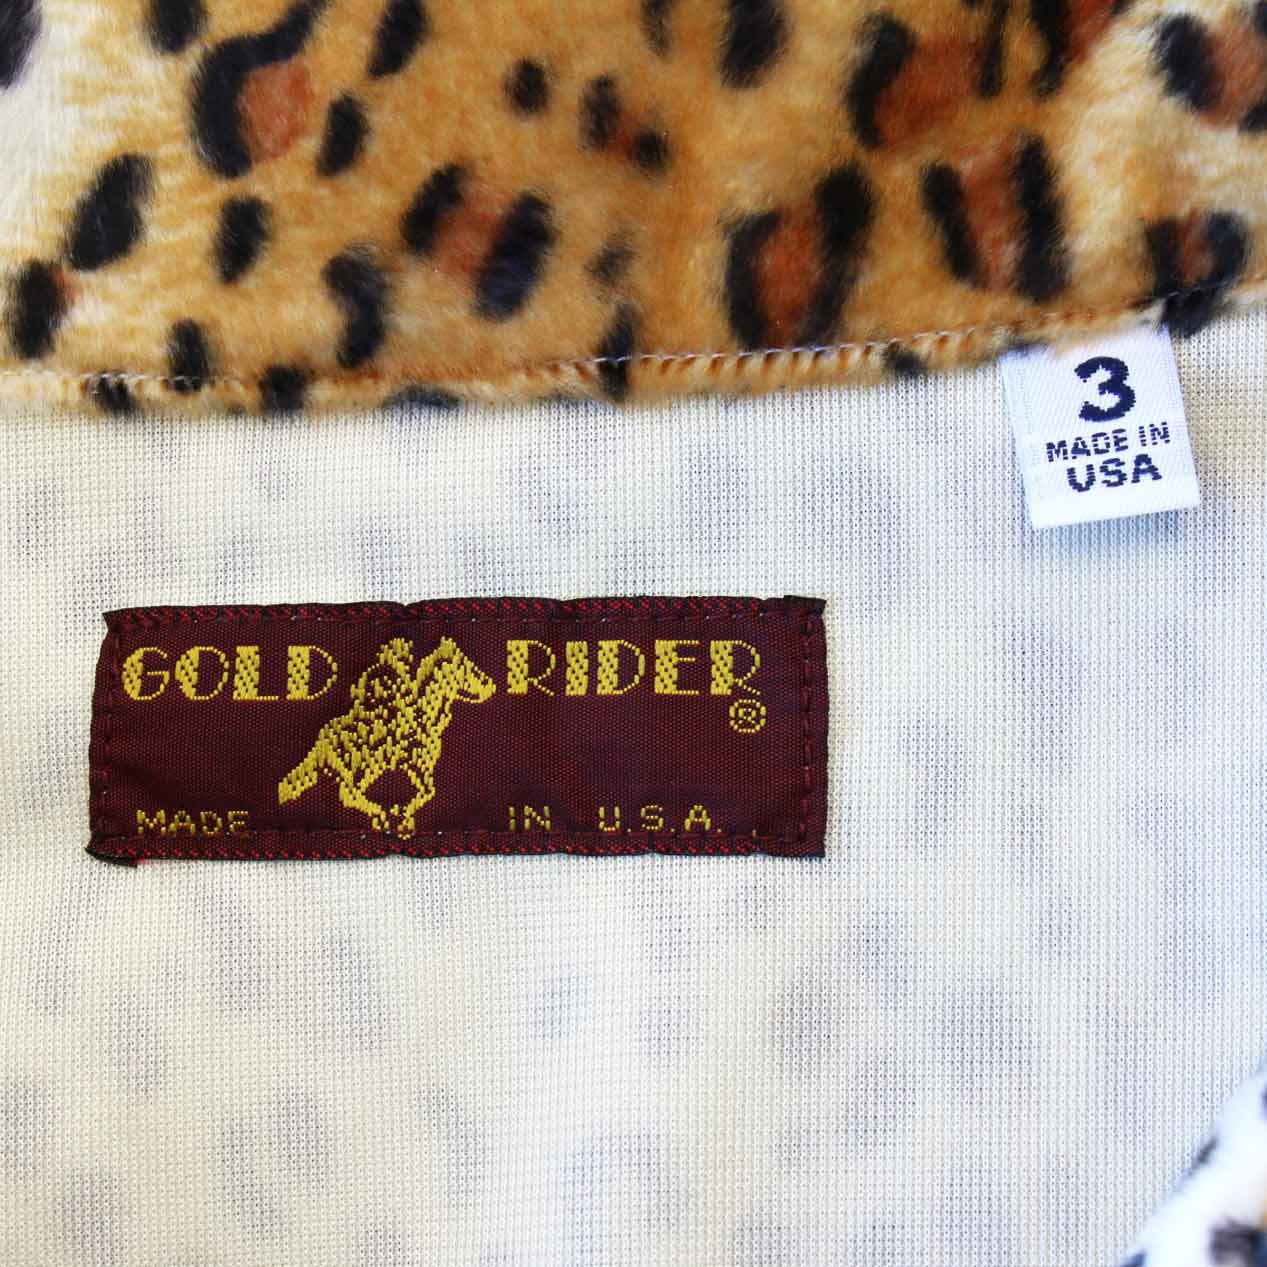 3
MADE IN
USA
GOLD RIDER
®
MADE IN U.S.A.